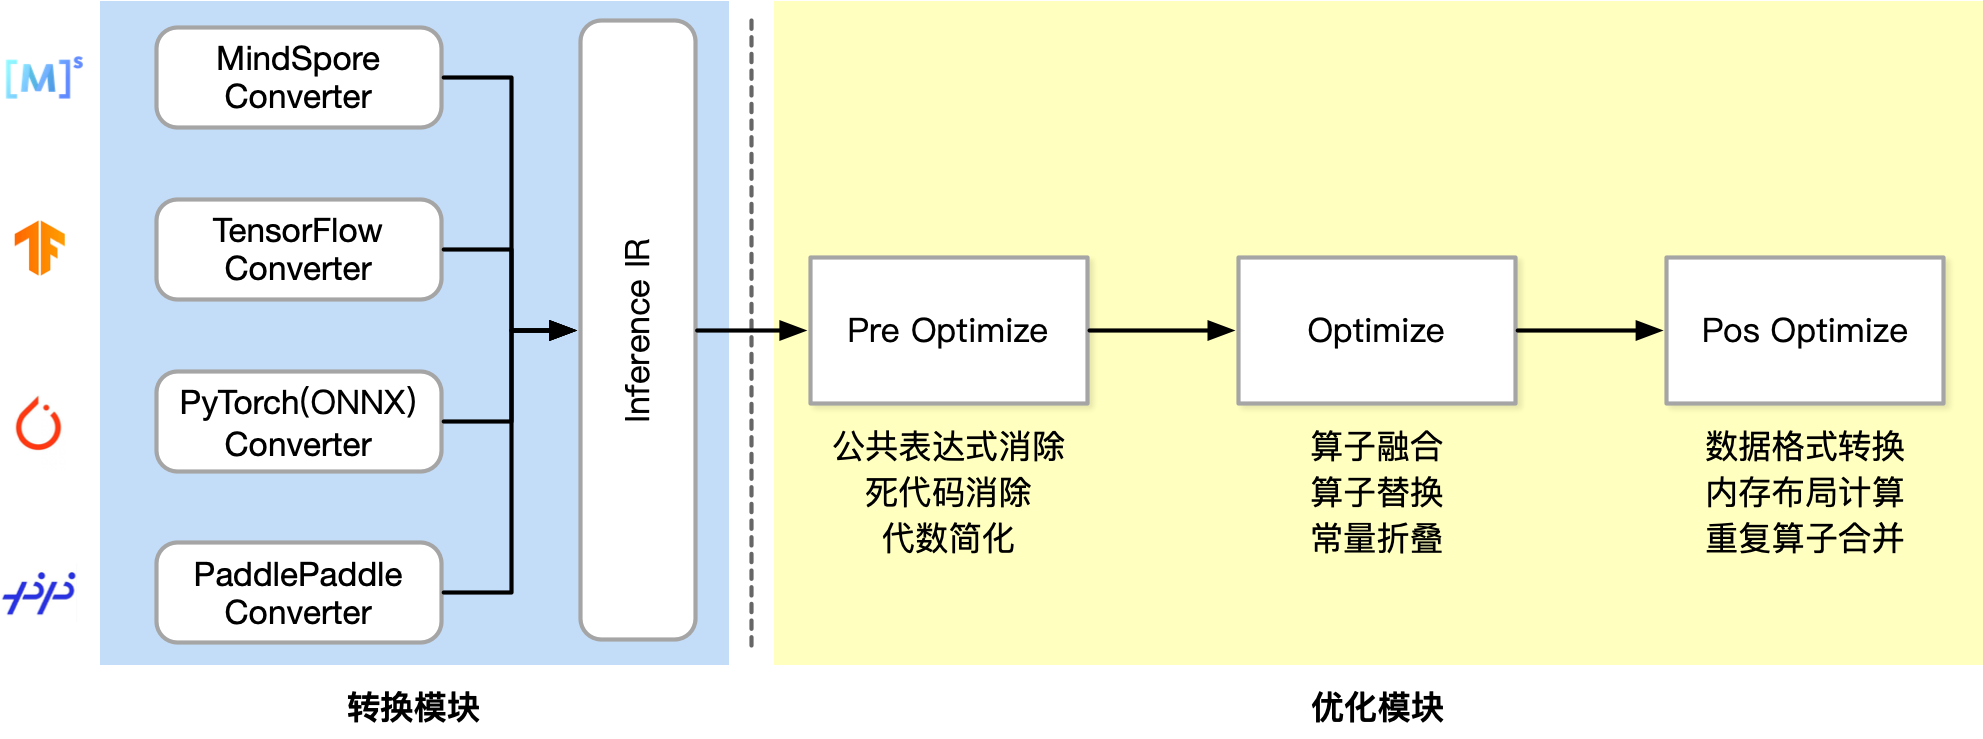 [M]s
MindSpore
Converter
TensorFlow
Converter
PyTorch(ONNX)
Converter
PaddlePaddle
Converter
Inference IR
转换模块
Pre Optimize
公共表达式消除
死代码消除
代数简化
Optimize
算子融合
算子替换
常量折叠
Pos Optimize
数据格式转换
内存布局计算
重复算子合并
优化模块